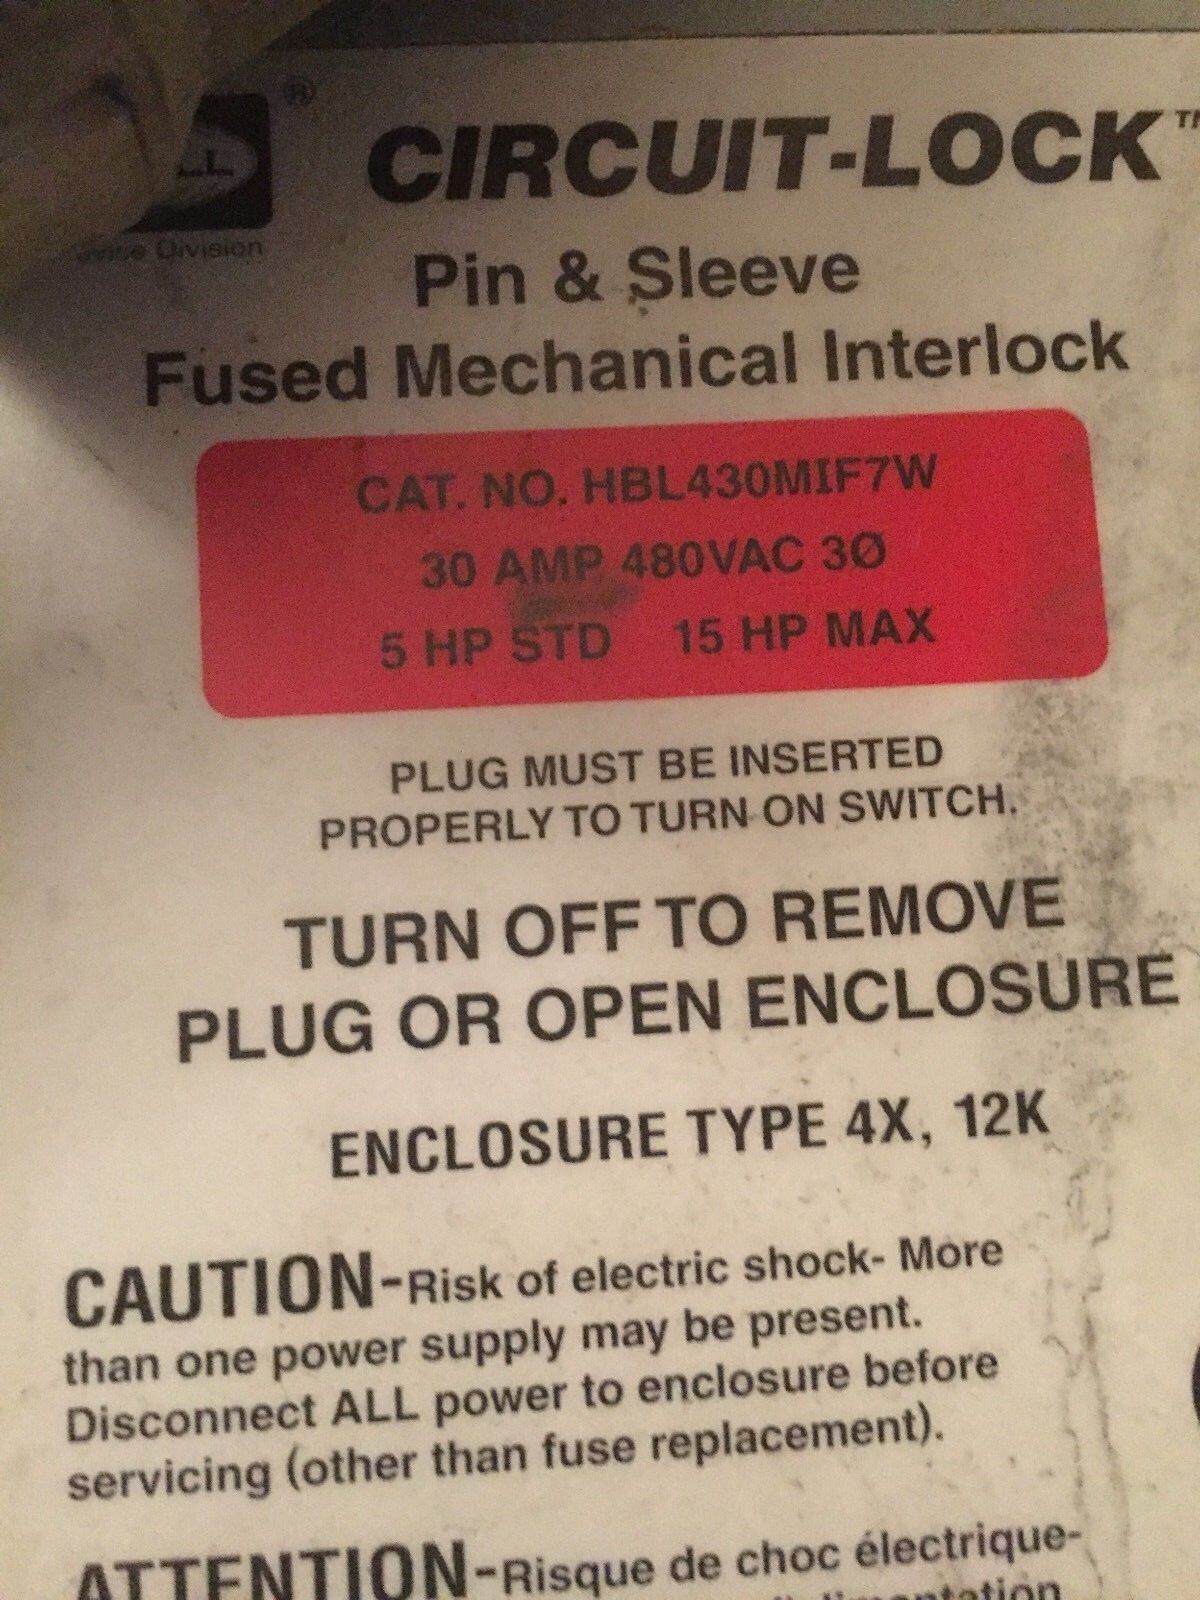 ®
CIRCUIT-LOCK™
Division
Pin & Sleeve
Fused Mechanical Interlock
CAT. NO. HBL430MIF7W
30 AMP 480VAC 3Ø
5 HP STD 15 HP MAX
PLUG MUST BE INSERTED
PROPERLY TO TURN ON SWITCH.
TURN OFF TO REMOVE
PLUG OR OPEN ENCLOSURE
ENCLOSURE TYPE 4X, 12K
CAUTION-Risk of electric shock- More
than one power supply may be present.
Disconnect ALL power to enclosure before
servicing (other than fuse replacement).
ATTENTION-Risque de choc électrique-